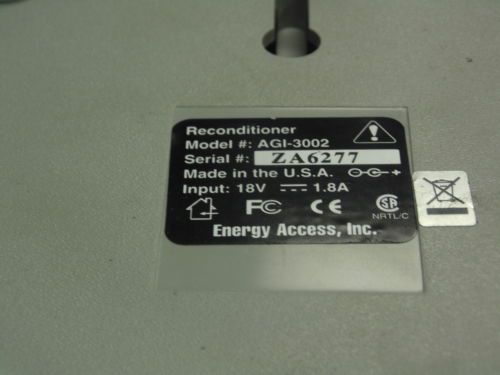 Reconditioner
Model #: AGI-3002
Serial #: ZA6277
Made in the U.S.A.
Input: 18V 1.8A
FC CE SA
NRTL/C
Energy Access, Inc.